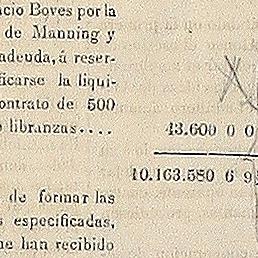 acio Boves por la
de Manning y
adeuda, á reser-
ficarse la liqui-
ontrato de 500
libranzas.... 43.600 0 0
10.163.580 6 9
de formar las
s especificadas,
ne han recibido